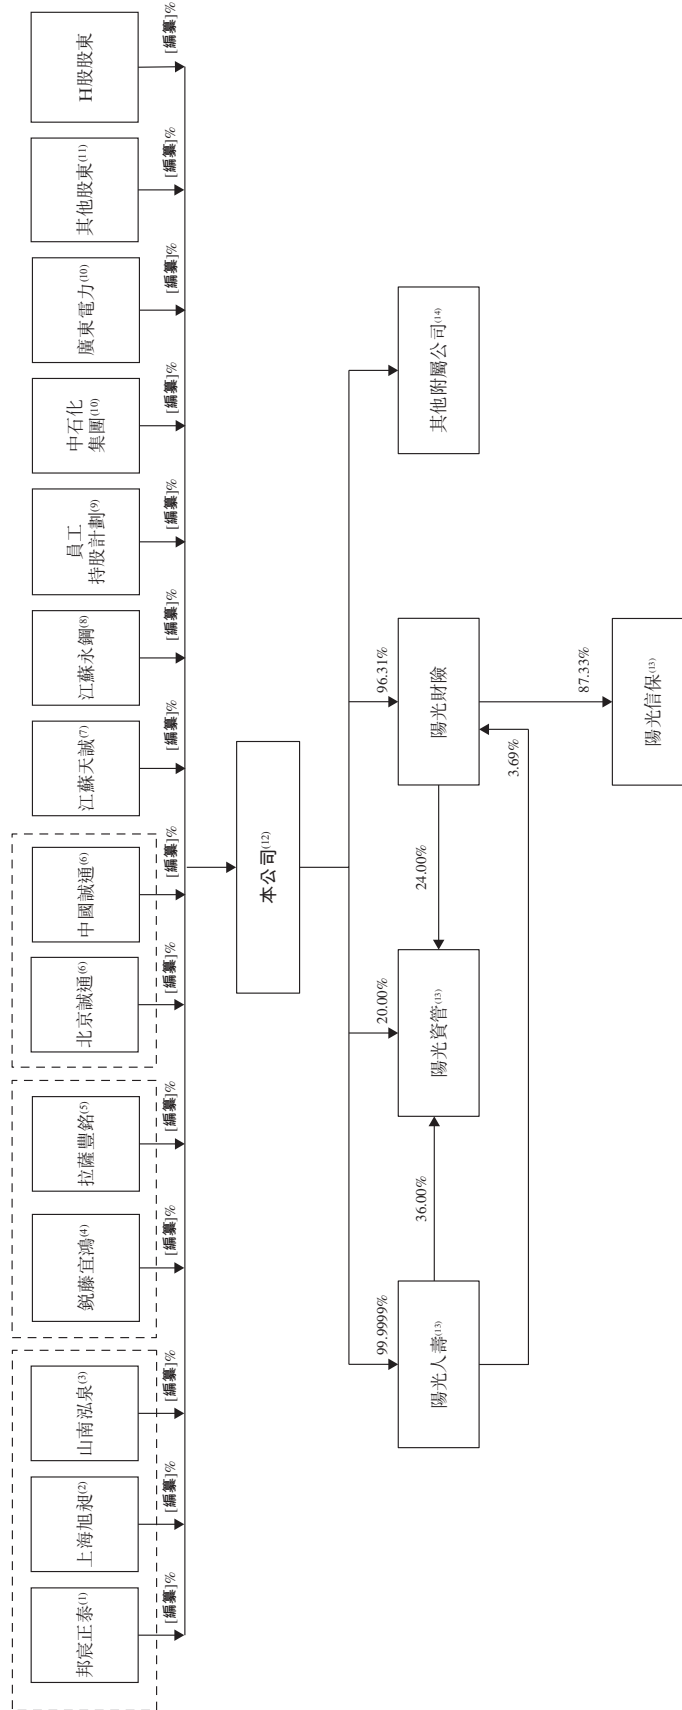 邦宸正泰(1)
上海旭昶(2)
山南泓泉(3)
銳藤宜鴻(4)
拉薩豐銘(5)
北京誠通(6)
中國誠通(6)
江蘇天誠(7)
江蘇永鋼(8)
員工
持股計劃(9)
中石化
集團(10)
廣東電力(10)
其他股東(11)
H股股東
[編纂]%
[編纂]%
[編纂]%
[編纂]%
[編纂]%
[編纂]%
[編纂]%
[編纂]%
[編纂]%
[編纂]%
[編纂]%
[編纂]%
[編纂]%
[編纂]%
本公司(12)
99.9999%
20.00%
96.31%
陽光人壽(13)
36.00%
陽光資管(13)
24.00%
陽光財險
其他附屬公司(14)
3.69%
87.33%
陽光信保(13)